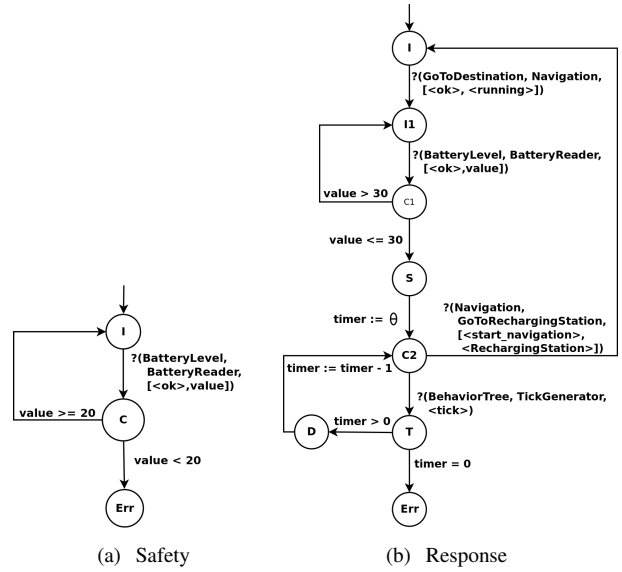 I
?(BatteryLevel,
BatteryReader,
[<ok>,value])
value >= 20
C
value < 20
Err
(a) Safety
I
?(GoToDestination, Navigation,
[<ok>, <running>])
I1
?(BatteryLevel, BatteryReader,
[<ok>,value])
value > 30
C1
value <= 30
S
timer := θ
?(Navigation,
GoToRechargingStation,
[<start_navigation>,
<RechargingStation>])
C2
timer := timer - 1
?(BehaviorTree, TickGenerator,
<tick>)
timer > 0
D
T
timer = 0
Err
(b) Response